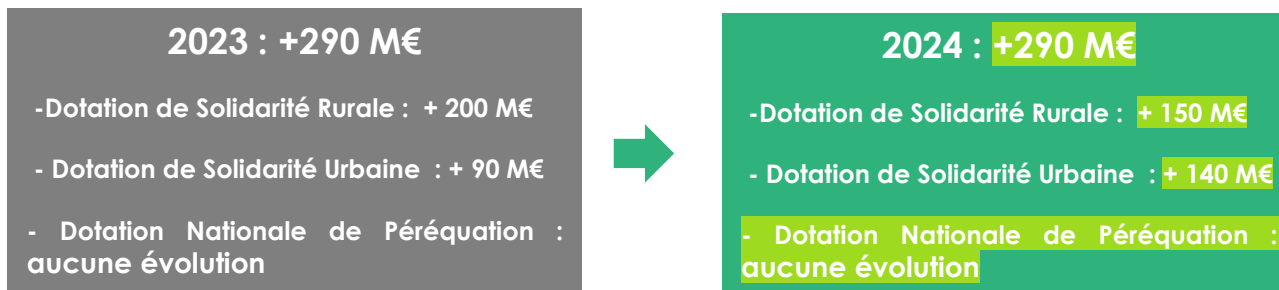 2023 : +290 M€
-Dotation de Solidarité Rurale : + 200 M€
- Dotation de Solidarité Urbaine : + 90 M€
- Dotation Nationale de Péréquation :
aucune évolution
2024 : +290 M€
-Dotation de Solidarité Rurale : + 150 M€
- Dotation de Solidarité Urbaine : + 140 M€
- Dotation Nationale de Péréquation :
aucune évolution